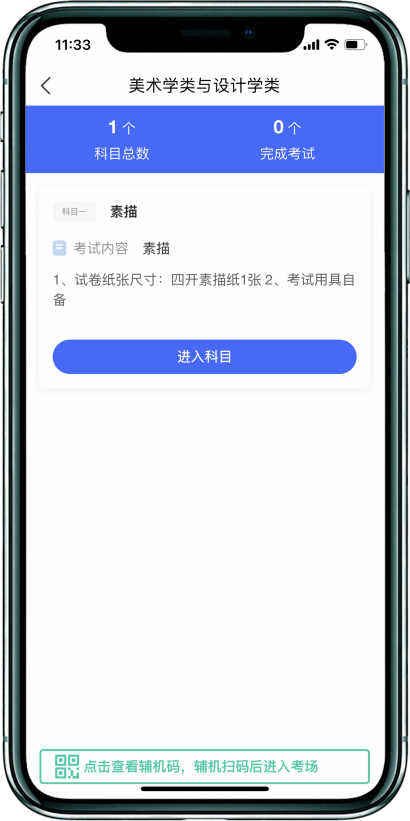 11:33
美术学类与设计学类
1 个
0 个
科目总数
完成考试
科目一 素描
考试内容 素描
1、试卷纸张尺寸：四开素描纸1张 2、考试用具自
备
进入科目
点击查看辅机码，辅机扫码后进入考场